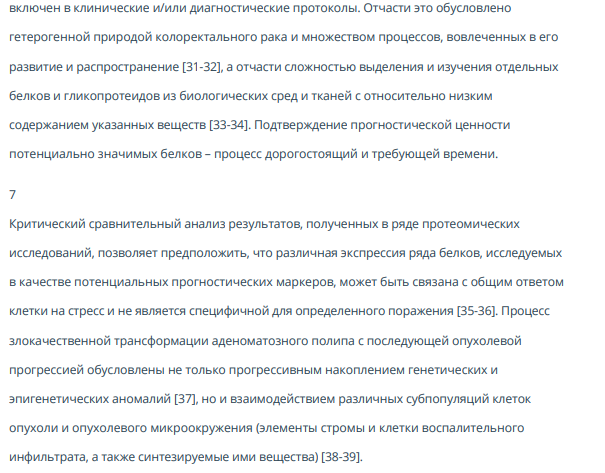 включен в клинические и/или диагностические протоколы. Отчасти это обусловлено
гетерогенной природой колоректального рака и множеством процессов, вовлеченных в его
развитие и распространение [31-32], а отчасти сложностью выделения и изучения отдельных
белков и гликопротеидов из биологических сред и тканей с относительно низким
содержанием указанных веществ [33-34]. Подтверждение прогностической ценности
потенциально значимых белков – процесс дорогостоящий и требующей времени.
7
Критический сравнительный анализ результатов, полученных в ряде протеомических
исследований, позволяет предположить, что различная экспрессия ряда белков, исследуемых
в качестве потенциальных прогностических маркеров, может быть связана с общим ответом
клетки на стресс и не является специфичной для определенного поражения [35-36]. Процесс
злокачественной трансформации аденоматозного полипа с последующей опухолевой
прогрессией обусловлены не только прогрессивным накоплением генетических и
эпигенетических аномалий [37], но и взаимодействием различных субпопуляций клеток
опухоли и опухолевого микроокружения (элементы стромы и клетки воспалительного
инфильтрата, а также синтезируемые ими вещества) [38-39].